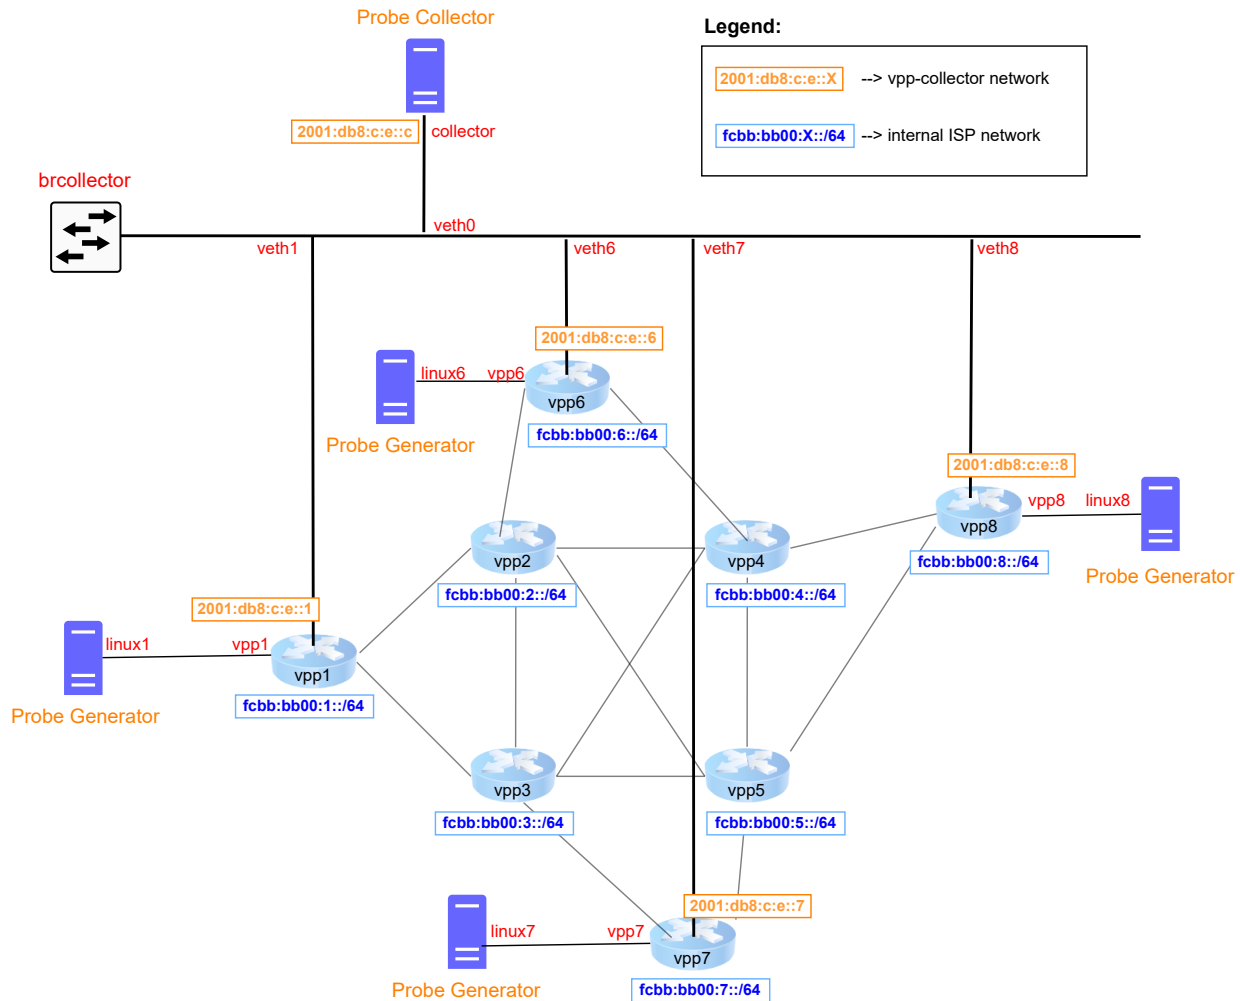 Probe Collector
Legend:
2001:db8:c:e::X --> vpp-collector network
2001:db8:c:e::c collector
fcbb:bb00:X::/64 --> internal ISP network
brcollector
veth0
veth1 veth6 veth7 veth8
2001:db8:c:e::6
linux6 vpp6
vpp6
Probe Generator
fcbb:bb00:6::/64
2001:db8:c:e::8
vpp8 linux8
vpp8
vpp2
vpp4
fcbb:bb00:8::/64
Probe Generator
fcbb:bb00:2::/64
fcbb:bb00:4::/64
2001:db8:c:e::1
linux1 vpp1
vpp1
fcbb:bb00:1::/64
Probe Generator
vpp3
vpp5
fcbb:bb00:3::/64
fcbb:bb00:5::/64
2001:db8:c:e::7
linux7 vpp7
vpp7
Probe Generator
fcbb:bb00:7::/64